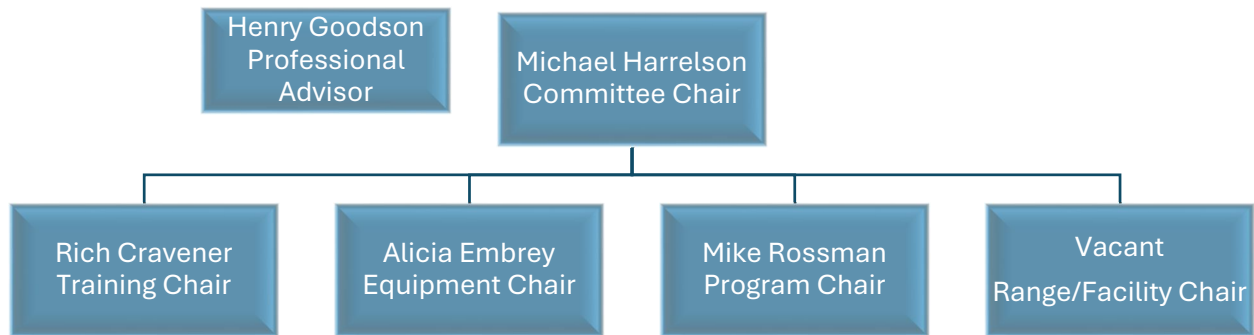 Henry Goodson
Professional
Advisor
Michael Harrelson
Committee Chair
Rich Cravener
Training Chair
Alicia Embrey
Equipment Chair
Mike Rossman
Program Chair
Vacant
Range/Facility Chair